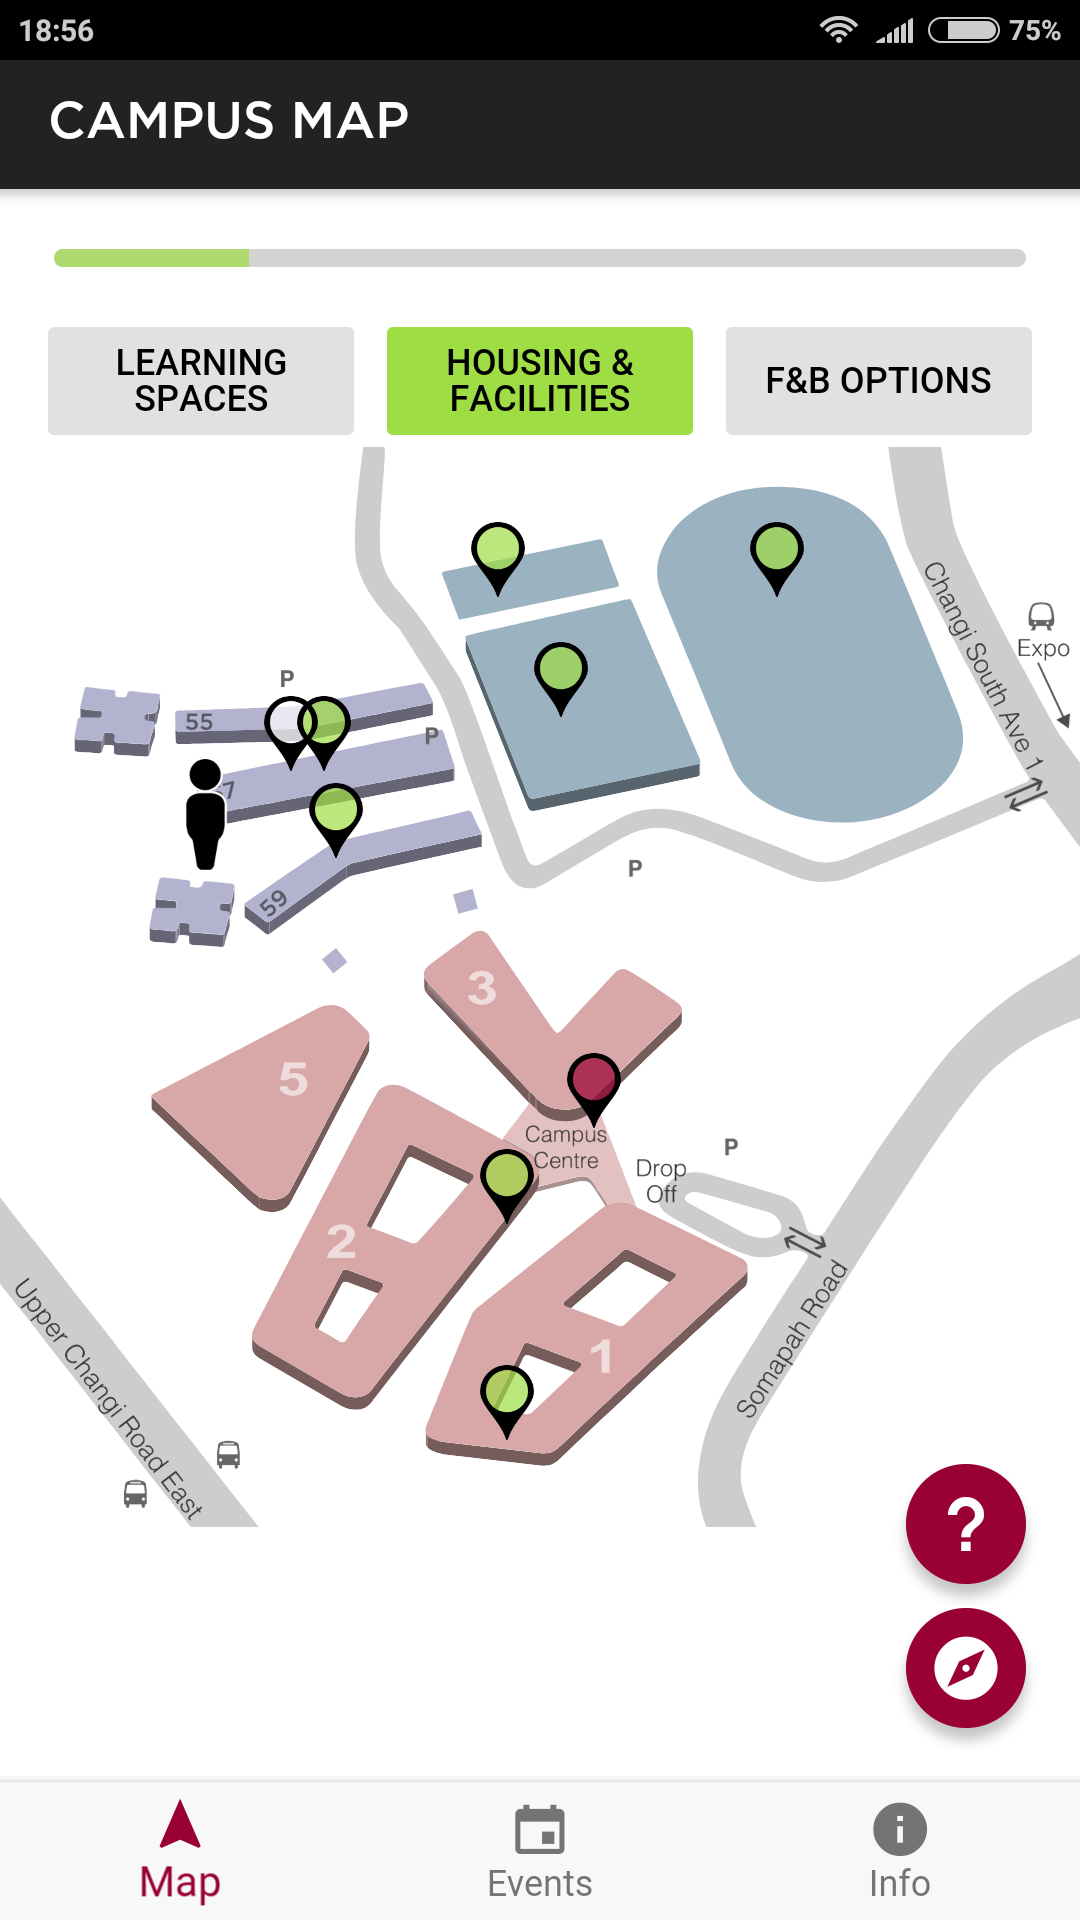 18:56
75%
CAMPUS MAP
LEARNING
SPACES
HOUSING &
FACILITIES
F&B OPTIONS
Changi South Ave 1
Expo
P
55
P
7
P
59
3
5
Campus
Centre
P
Drop
Off
2
1
Somapah Road
Upper Changi Road East
?
Map
Events
Info